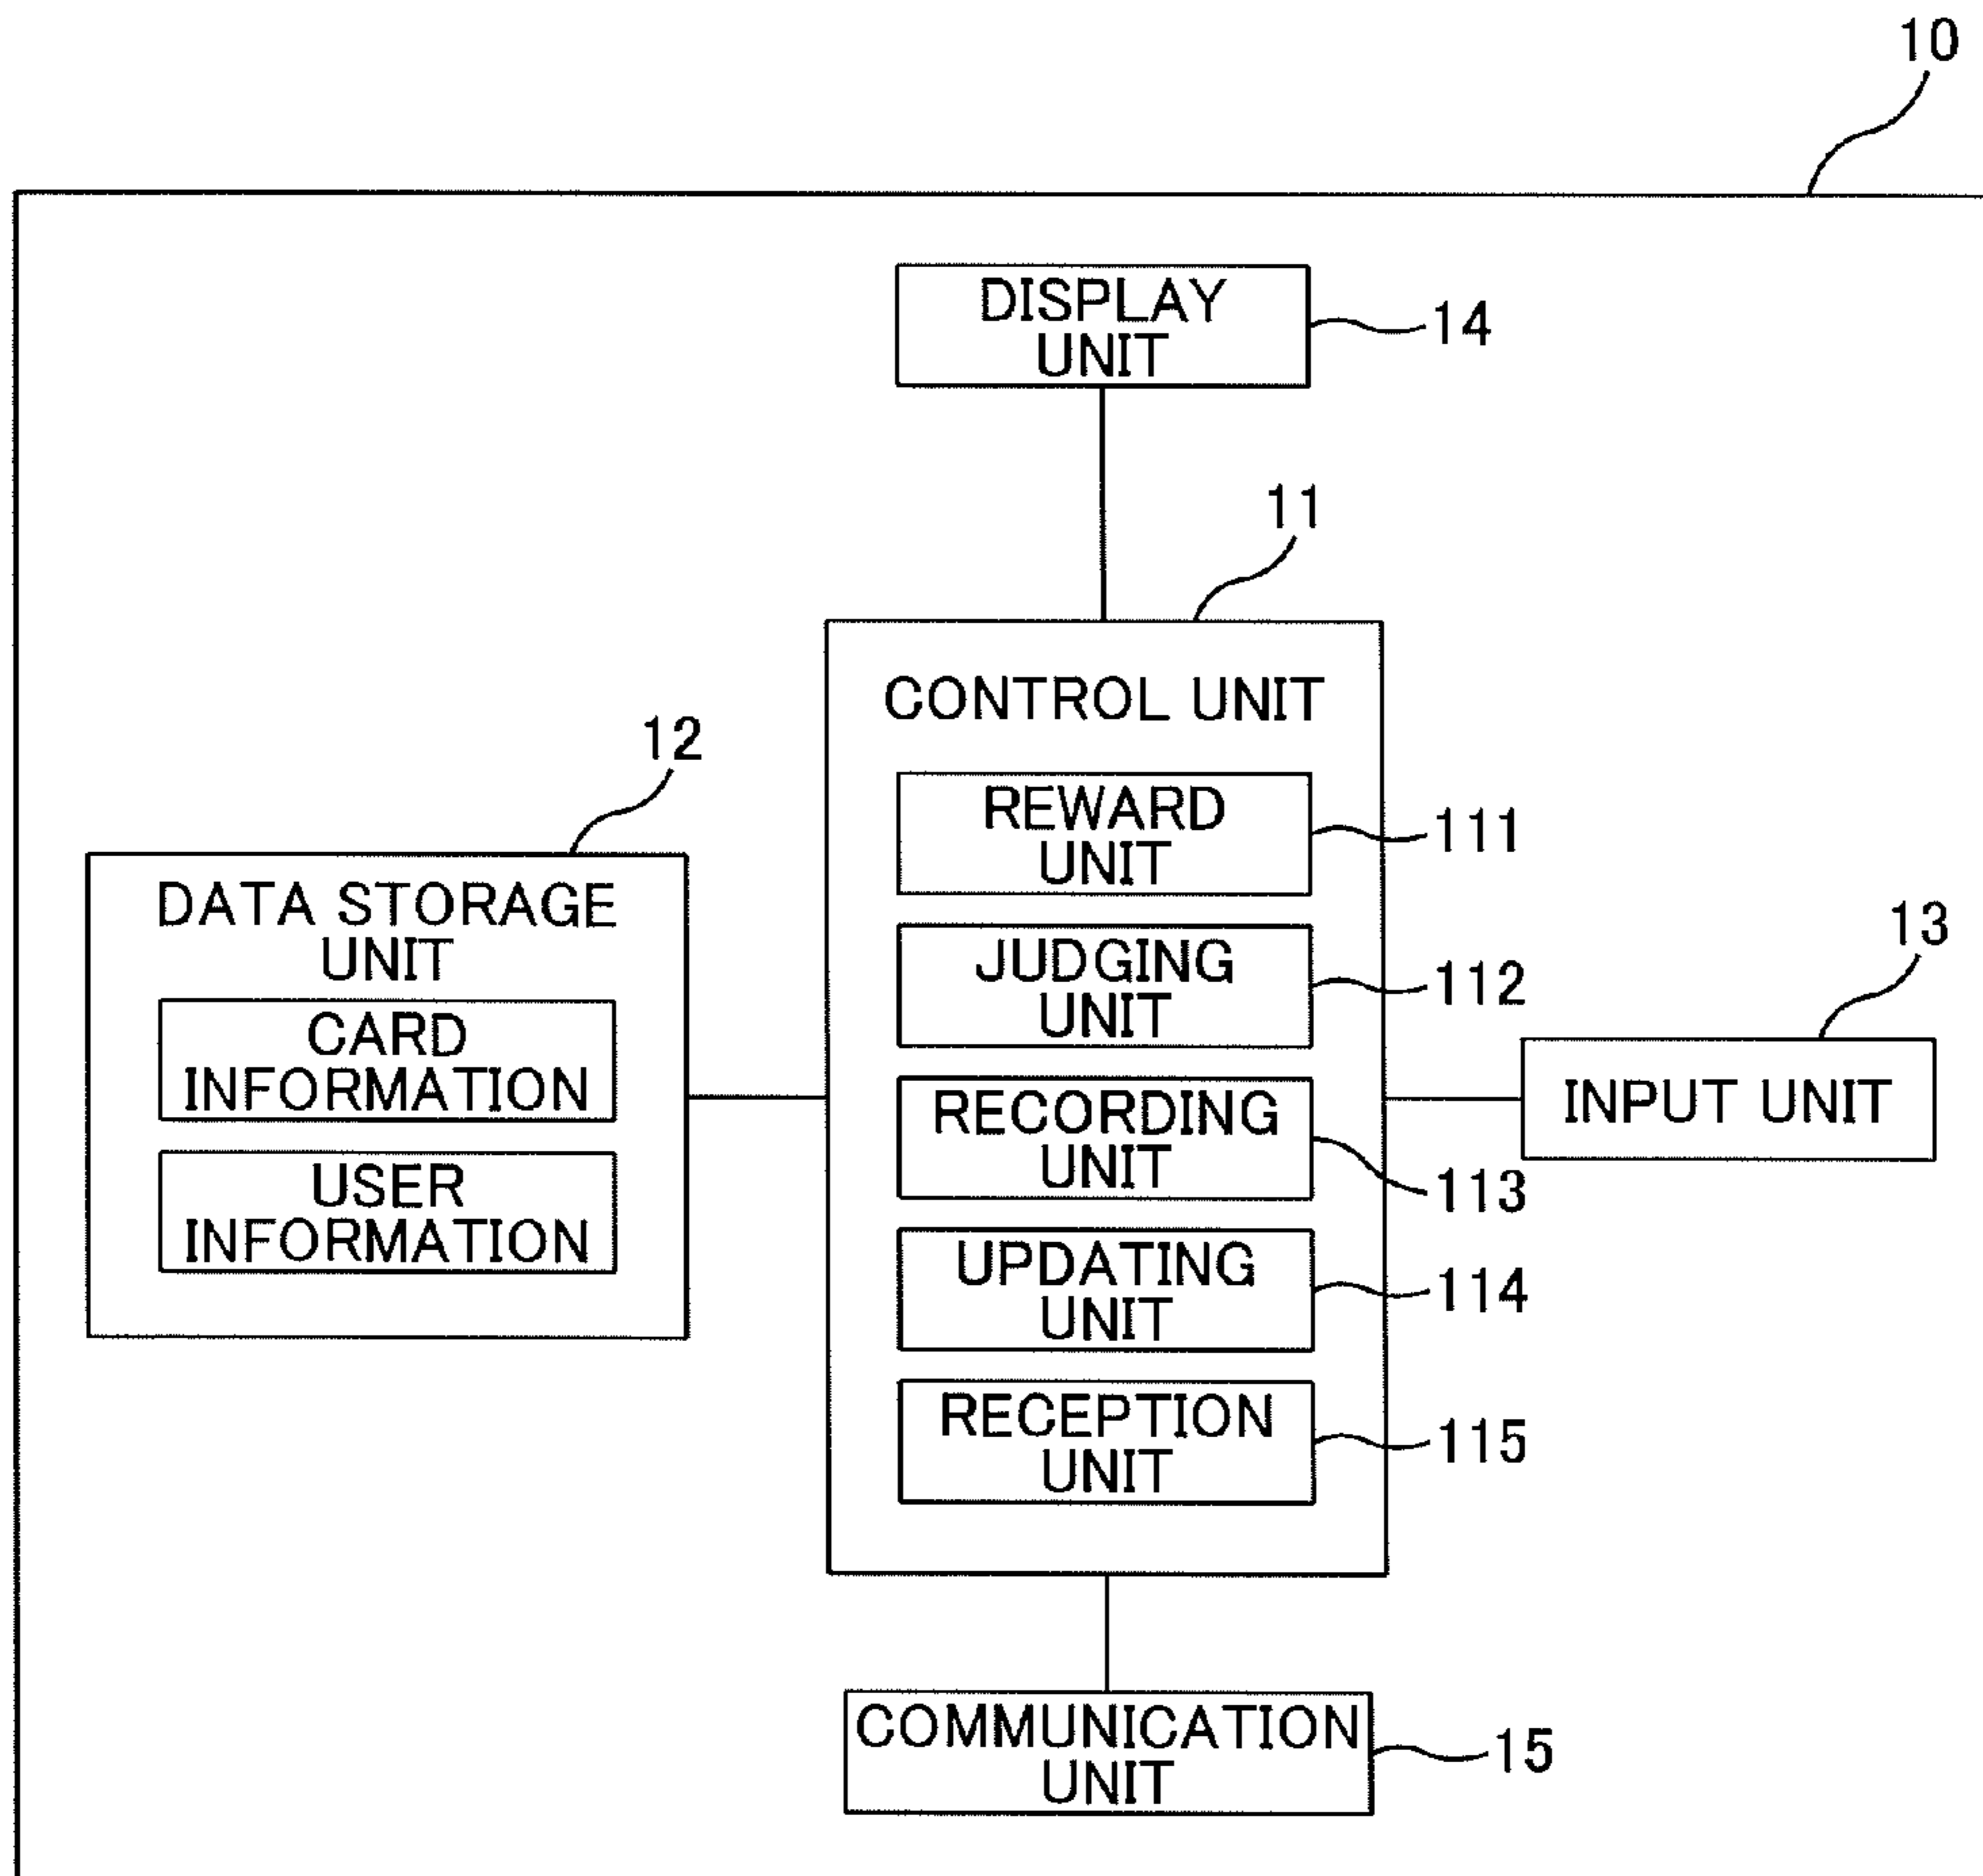 10
DISPLAY
UNIT
14
11
CONTROL UNIT
REWARD
UNIT
111
JUDGING
UNIT
112
RECORDING
UNIT
113
UPDATING
UNIT
114
RECEPTION
UNIT
115
12
DATA STORAGE
UNIT
CARD
INFORMATION
USER
INFORMATION
13
INPUT UNIT
COMMUNICATION
UNIT
15